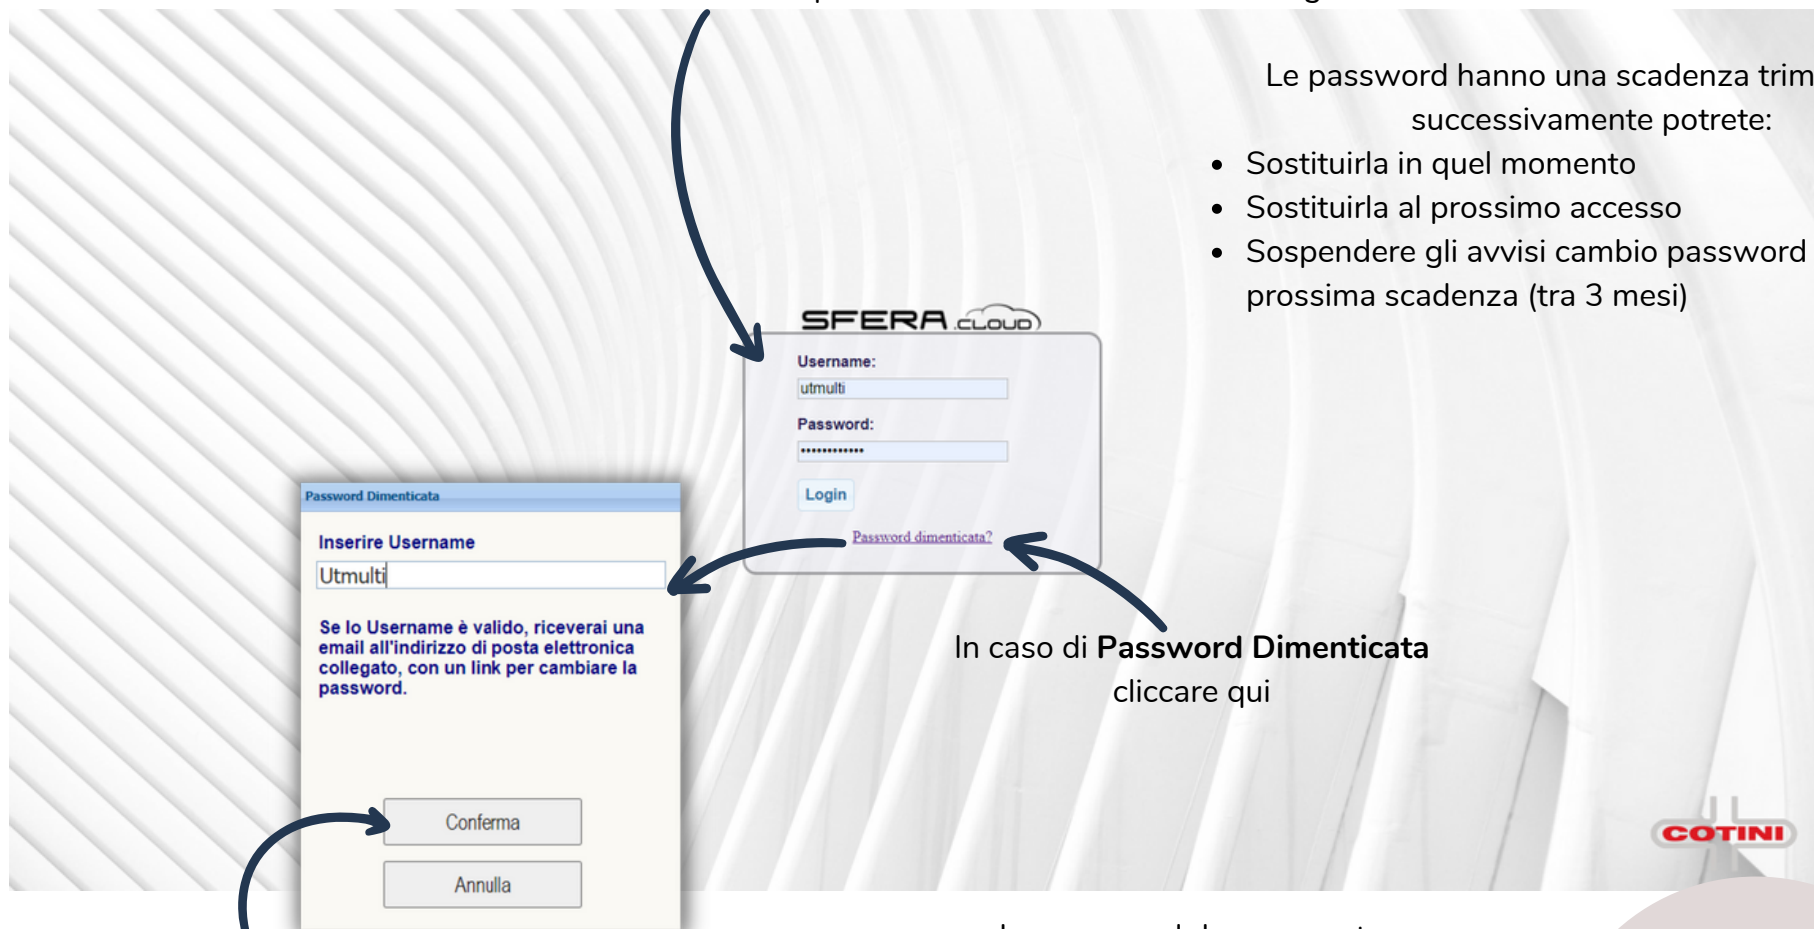 Le password hanno una scadenza trim
successivamente potrete:
• Sostituirla in quel momento
• Sostituirla al prossimo accesso
• Sospendere gli avvisi cambio password
prossima scadenza (tra 3 mesi)
SFERA .CLOUD
Username:
utmulti
Password:
••••••••••••
Login
Password dimenticata?
Password Dimenticata
Inserire Username
Utmulti
Se lo Username è valido, riceverai una
email all'indirizzo di posta elettronica
collegato, con un link per cambiare la
password.
Conferma
Annulla
In caso di Password Dimenticata
cliccare qui
COTINI